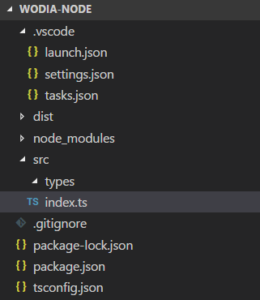 WODIA-NODE
.vscode
{} launch.json
{} settings.json
{} tasks.json
dist
node_modules
src
types
TS index.ts
.gitignore
{} package-lock.json
{} package.json
{} tsconfig.json